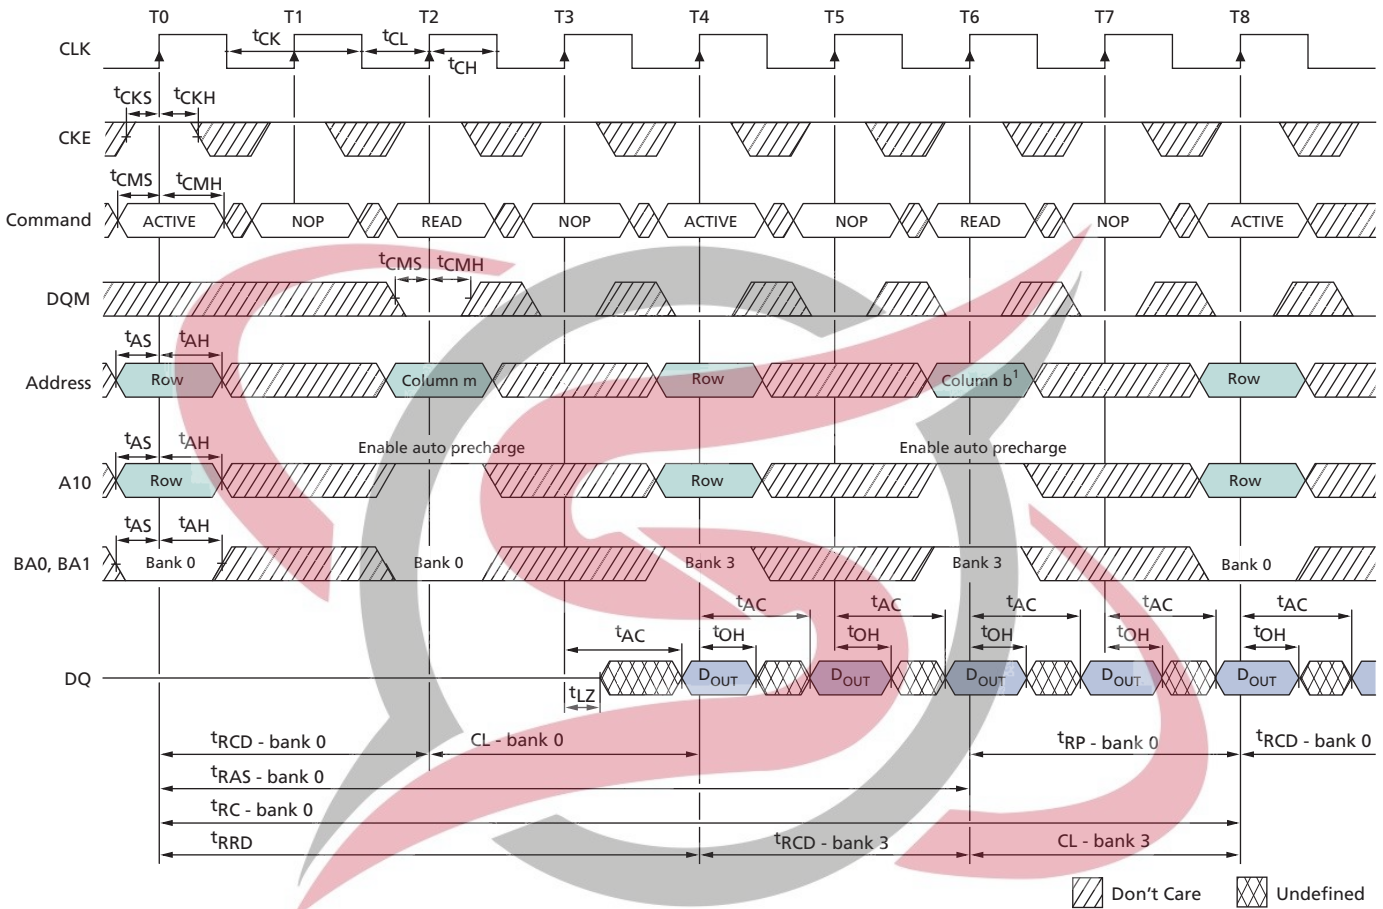 T0 T1 T2 T3 T4 T5 T6 T7 T8
CLK tCK tCL tCH
tCKS tCKH
CKE
tCMS tCMH
Command ACTIVE NOP READ NOP ACTIVE NOP READ NOP ACTIVE
tCMS tCMH
DQM
tAS tAH
Address Row Column m Row Column b1 Row
tAS tAH Enable auto precharge Enable auto precharge
A10 Row Row Row
tAS tAH
BA0, BA1 Bank 0 Bank 0 Bank 3 Bank 3 Bank 0
tAC tAC tAC tAC tAC
tAC tOH tOH tOH tOH tOH
DQ DOUT DOUT DOUT DOUT DOUT
tLZ
tRCD - bank 0 CL - bank 0 tRP - bank 0 tRCD - bank 0
tRAS - bank 0
tRC - bank 0
tRRD tRCD - bank 3 CL - bank 3
Don't Care Undefined